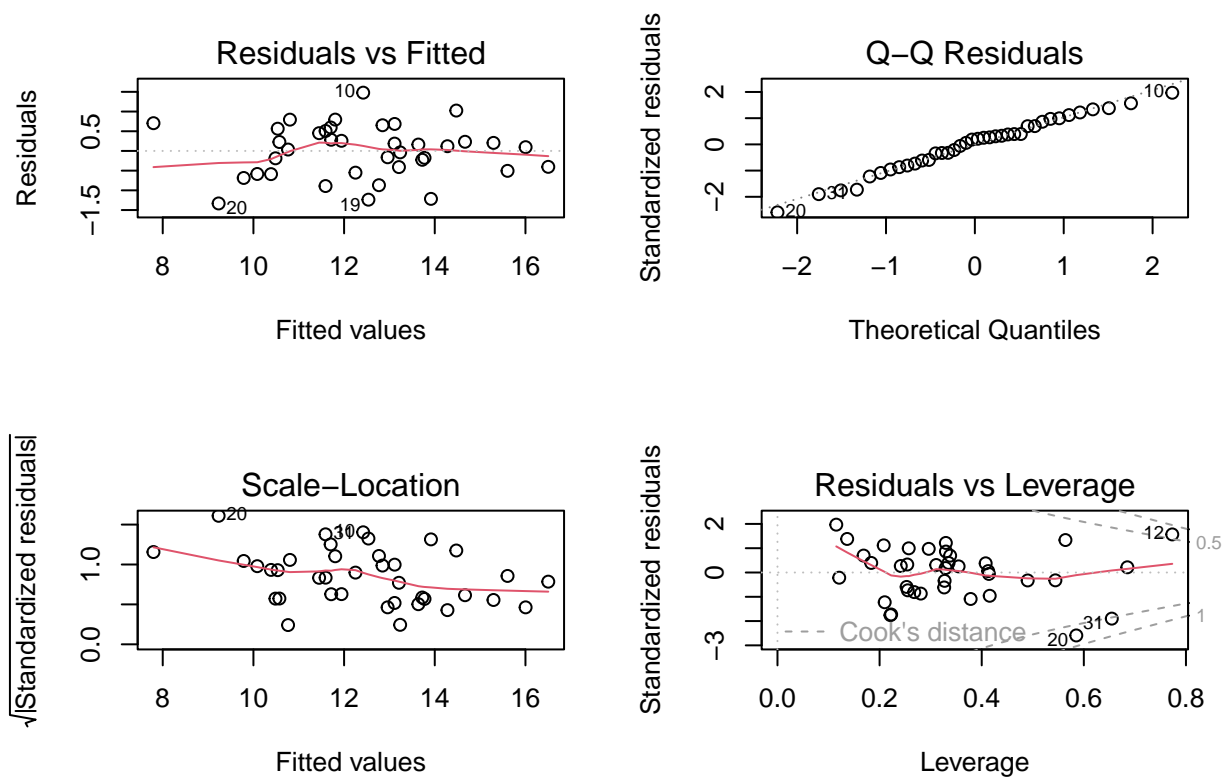 Residuals vs Fitted
Residuals
0.5
−1.5
10
20
19
8 10 12 14 16
Fitted values
Q−Q Residuals
Standardized residuals
2
0
−2
10
31
20
−2 −1 0 1 2
Theoretical Quantiles
Scale−Location
√|Standardized residuals|
1.0
0.0
20
10
31
8 10 12 14 16
Fitted values
Residuals vs Leverage
Standardized residuals
2
0
−3
12
0.5
31
1
20
Cook's distance
0.0 0.2 0.4 0.6 0.8
Leverage